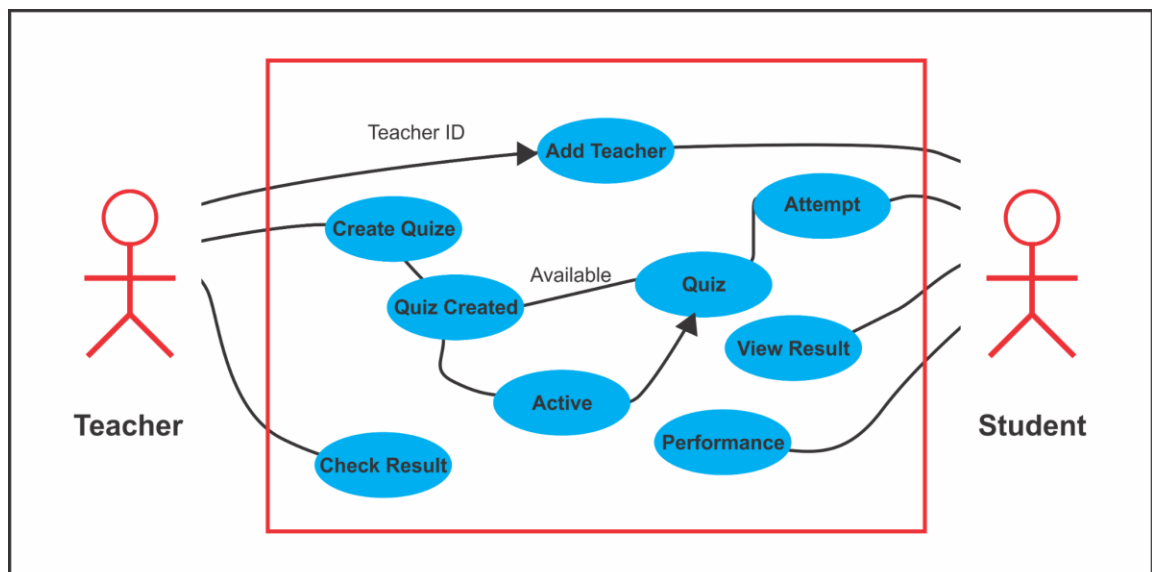 Teacher ID
Add Teacher
Attempt
Create Quize
Available
Quiz
Quiz Created
View Result
Active
Teacher
Student
Performance
Check Result